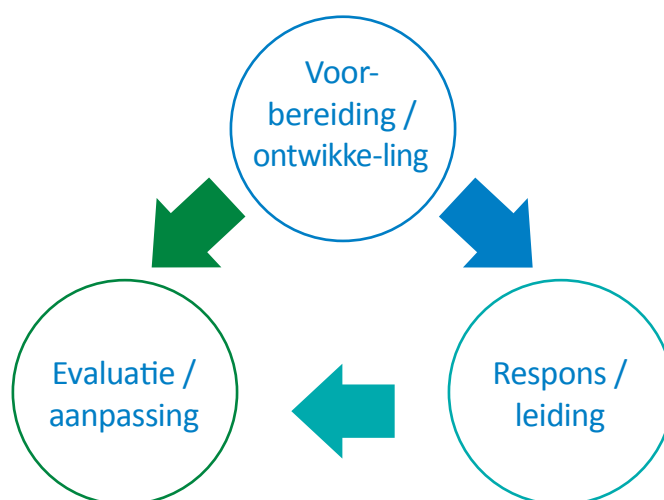 Voor-
bereiding /
ontwikke-ling
Evaluatie /
aanpassing
Respons /
leiding